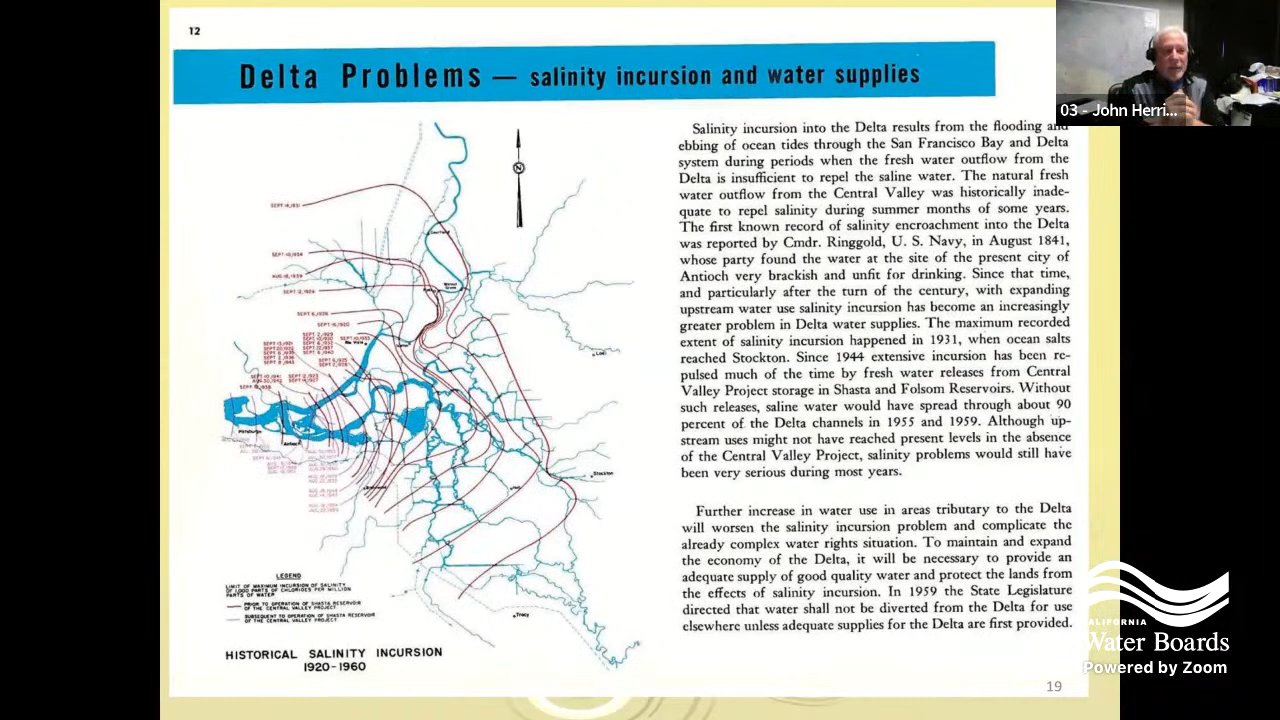 12
Delta Problems — salinity incursion and water supplies
03 - John Herri...
Salinity incursion into the Delta results from the flooding and
ebbing of ocean tides through the San Francisco Bay and Delta
system during periods when the fresh water outflow from the
Delta is insufficient to repel the saline water. The natural fresh
water outflow from the Central Valley was historically inade-
quate to repel salinity during summer months of some years.
The first known record of salinity encroachment into the Delta
was reported by Cmdr. Ringgold, U. S. Navy, in August 1841,
whose party found the water at the site of the present city of
Antioch very brackish and unfit for drinking. Since that time,
and particularly after the turn of the century, with expanding
upstream water use salinity incursion has become an increasingly
greater problem in Delta water supplies. The maximum recorded
extent of salinity incursion happened in 1931, when ocean salts
reached Stockton. Since 1944 extensive incursion has been re-
pulsed much of the time by fresh water releases from Central
Valley Project storage in Shasta and Folsom Reservoirs. Without
such releases, saline water would have spread through about 90
percent of the Delta channels in 1955 and 1959. Although up-
stream uses might not have reached present levels in the absence
of the Central Valley Project, salinity problems would still have
been very serious during most years.
Further increase in water use in areas tributary to the Delta
will worsen the salinity incursion problem and complicate the
already complex water rights situation. To maintain and expand
the economy of the Delta, it will be necessary to provide an
adequate supply of good quality water and protect the lands from
the effects of salinity incursion. In 1959 the State Legislature
directed that water shall not be diverted from the Delta for use
elsewhere unless adequate supplies for the Delta are first provided.
N
Courtland
Lodi
Rio Vista
Pittsburgh
Antioch
Stockton
Tracy
LEGEND
LIMIT OF MAXIMUM INCURSION OF SALINITY
OF 1,000 PARTS OF CHLORIDES PER MILLION
PARTS OF WATER
PRIOR TO OPERATION OF SHASTA RESERVOIR
OF THE CENTRAL VALLEY PROJECT
SUBSEQUENT TO OPERATION OF SHASTA RESERVOIR
OF THE CENTRAL VALLEY PROJECT
HISTORICAL SALINITY INCURSION
1920-1960
CALIFORNIA
Water Boards
Powered by Zoom
19